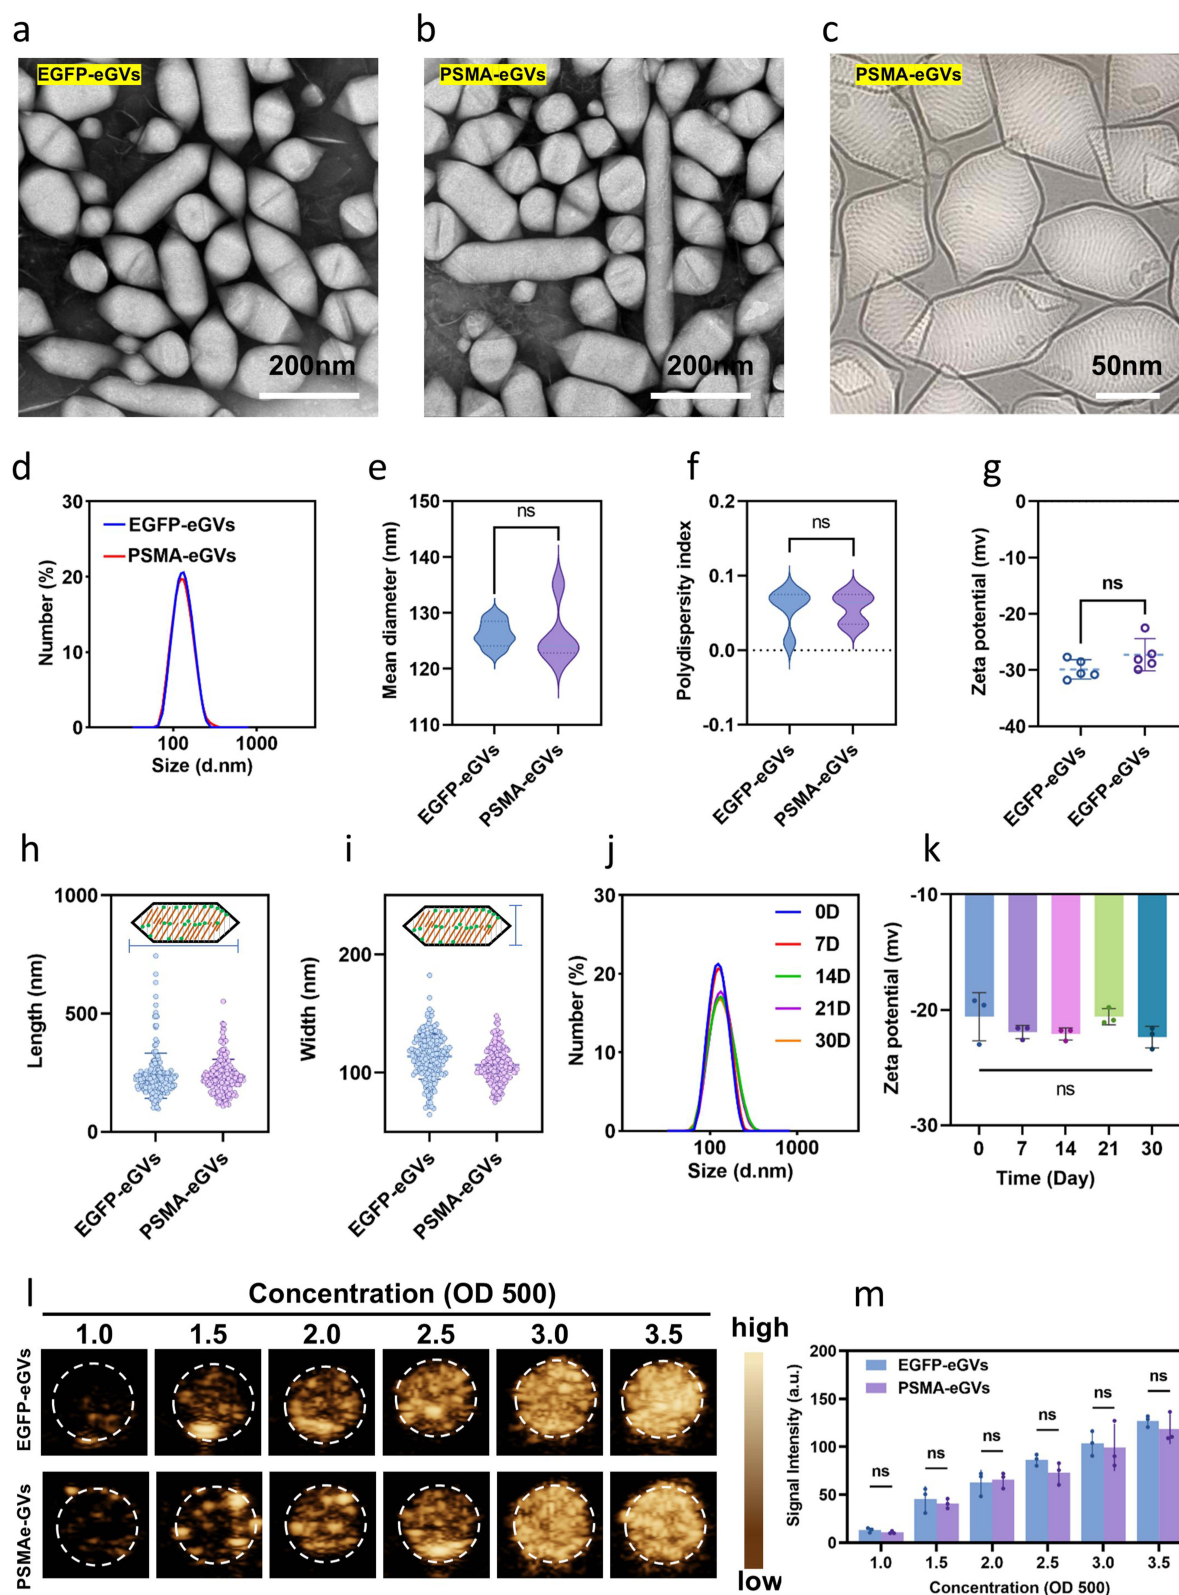 a
b
c
EGFP-eGVs
PSMA-eGVs
PSMA-eGVs
200nm
200nm
50nm
d
e
f
g
30
20
10
0
Number (%)
EGFP-eGVs
PSMA-eGVs
100
1000
Size (d.nm)
150
140
130
120
110
Mean diameter (nm)
ns
EGFP-eGVs
PSMA-eGVs
0.2
0.1
0.0
-0.1
Polydispersity index
ns
EGFP-eGVs
PSMA-eGVs
0
-10
-20
-30
-40
Zeta potential (mv)
ns
EGFP-eGVs
EGFP-eGVs
h
i
j
k
1000
500
0
Length (nm)
EGFP-eGVs
PSMA-eGVs
200
100
Width (nm)
EGFP-eGVs
PSMA-eGVs
30
20
10
0
Number (%)
0D
7D
14D
21D
30D
100
1000
Size (d.nm)
-10
-20
-30
Zeta potential (mv)
ns
0 7 14 21 30
Time (Day)
l
Concentration (OD 500)
1.0 1.5 2.0 2.5 3.0 3.5
EGFP-eGVs
PSMAe-GVs
high
low
m
200
150
100
50
0
Signal Intensity (a.u.)
EGFP-eGVs
PSMA-eGVs
ns
ns
ns
ns
ns
ns
1.0 1.5 2.0 2.5 3.0 3.5
Concentration (OD 500)